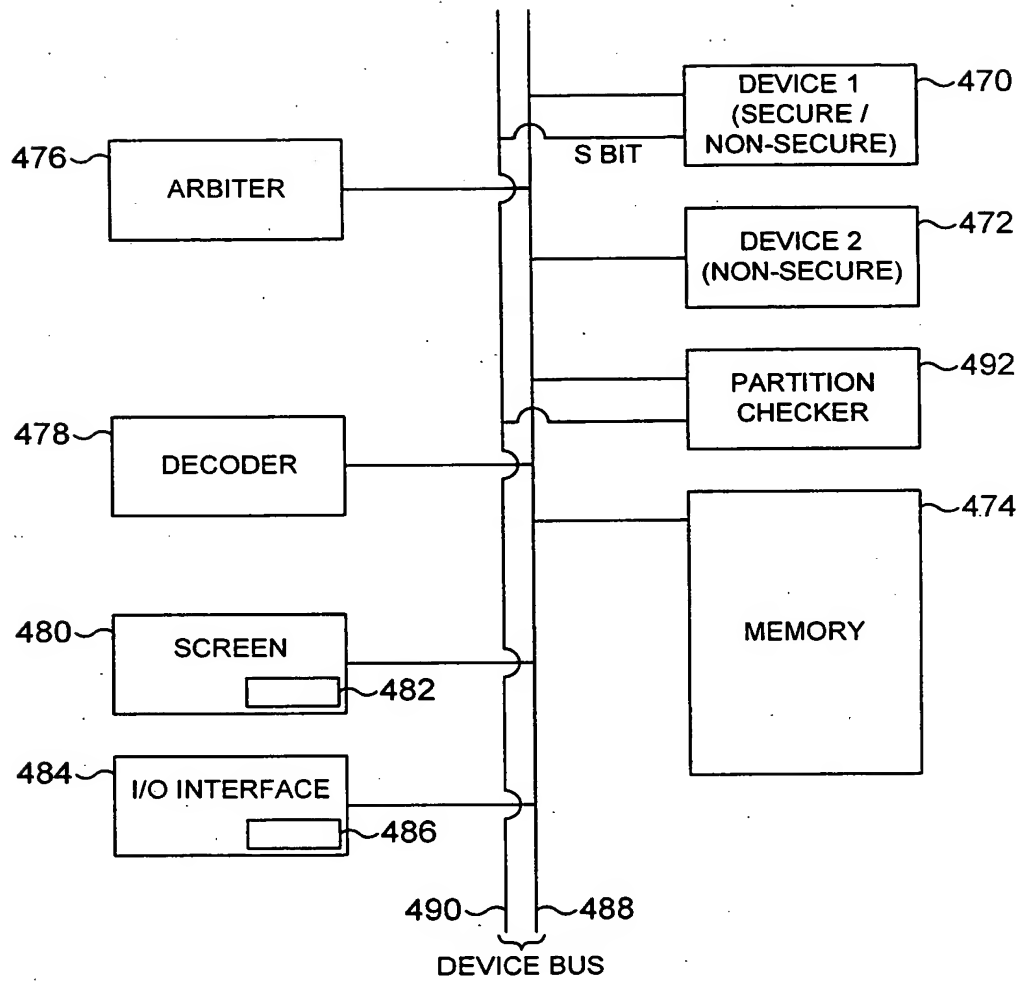 DEVICE 1
(SECURE /
NON-SECURE)
470
S BIT
476
ARBITER
DEVICE 2
(NON-SECURE)
472
PARTITION
CHECKER
492
478
DECODER
474
MEMORY
480
SCREEN
482
484
I/O INTERFACE
486
490
488
DEVICE BUS